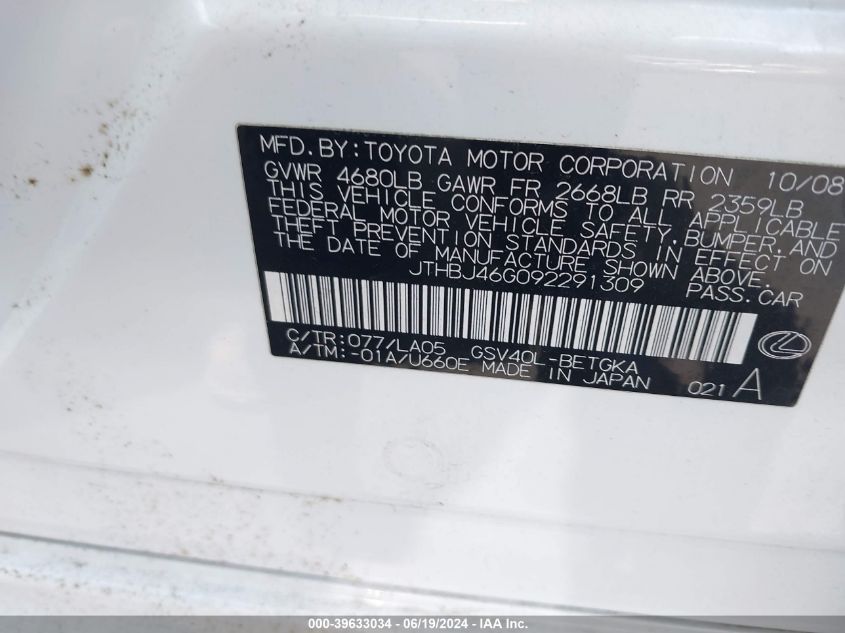 MFD.BY:TOYOTA MOTOR CORPORATION 10/08
GVWR 4680LB GAWR FR 2668LB RR 2359LB
THIS VEHICLE CONFORMS TO ALL APPLICABLE
FEDERAL MOTOR VEHICLE SAFETY,BUMPER,AND
THEFT PREVENTION STANDARDS IN EFFECT ON
THE DATE OF MANUFACTURE SHOWN ABOVE.
JTHBJ46G092291309 PASS.CAR
C/TR:077/LA05 GSV40L-BETGKA
A/TM:-01A/U660E MADE IN JAPAN 021 A
000-39633034 / 06/19/2024 - IAA Inc.